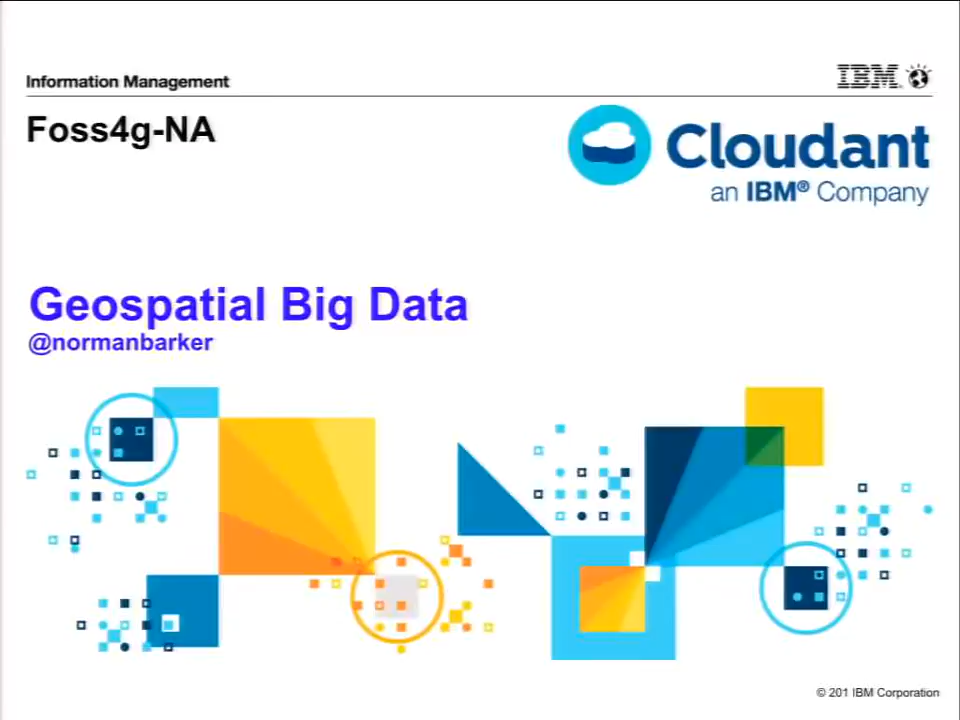 Information Management
IBM
Foss4g-NA
Cloudant
an IBM® Company
Geospatial Big Data
@normanbarker
© 201 IBM Corporation